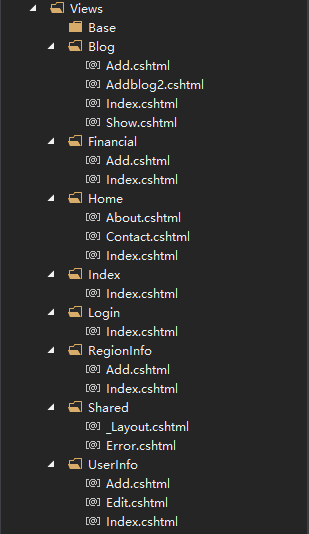 Views
Base
Blog
Add.cshtml
Addblog2.cshtml
Index.cshtml
Show.cshtml
Financial
Add.cshtml
Index.cshtml
Home
About.cshtml
Contact.cshtml
Index.cshtml
Index
Index.cshtml
Login
Index.cshtml
RegionInfo
Add.cshtml
Index.cshtml
Shared
_Layout.cshtml
Error.cshtml
UserInfo
Add.cshtml
Edit.cshtml
Index.cshtml